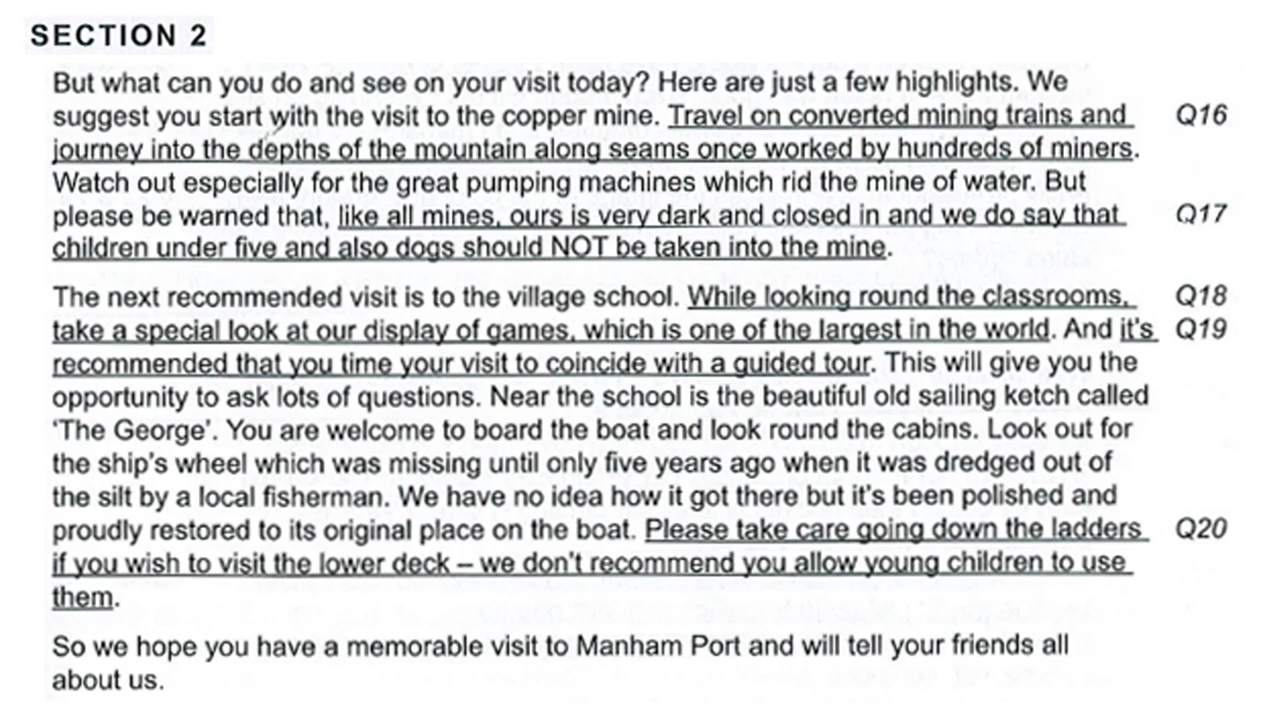 SECTION 2
But what can you do and see on your visit today? Here are just a few highlights. We
suggest you start with the visit to the copper mine. Travel on converted mining trains and Q16
journey into the depths of the mountain along seams once worked by hundreds of miners.
Watch out especially for the great pumping machines which rid the mine of water. But
please be warned that, like all mines, ours is very dark and closed in and we do say that Q17
children under five and also dogs should NOT be taken into the mine.
The next recommended visit is to the village school. While looking round the classrooms, Q18
take a special look at our display of games, which is one of the largest in the world. And it's Q19
recommended that you time your visit to coincide with a guided tour. This will give you the
opportunity to ask lots of questions. Near the school is the beautiful old sailing ketch called
'The George'. You are welcome to board the boat and look round the cabins. Look out for
the ship's wheel which was missing until only five years ago when it was dredged out of
the silt by a local fisherman. We have no idea how it got there but it's been polished and
proudly restored to its original place on the boat. Please take care going down the ladders Q20
if you wish to visit the lower deck – we don't recommend you allow young children to use
them.
So we hope you have a memorable visit to Manham Port and will tell your friends all
about us.